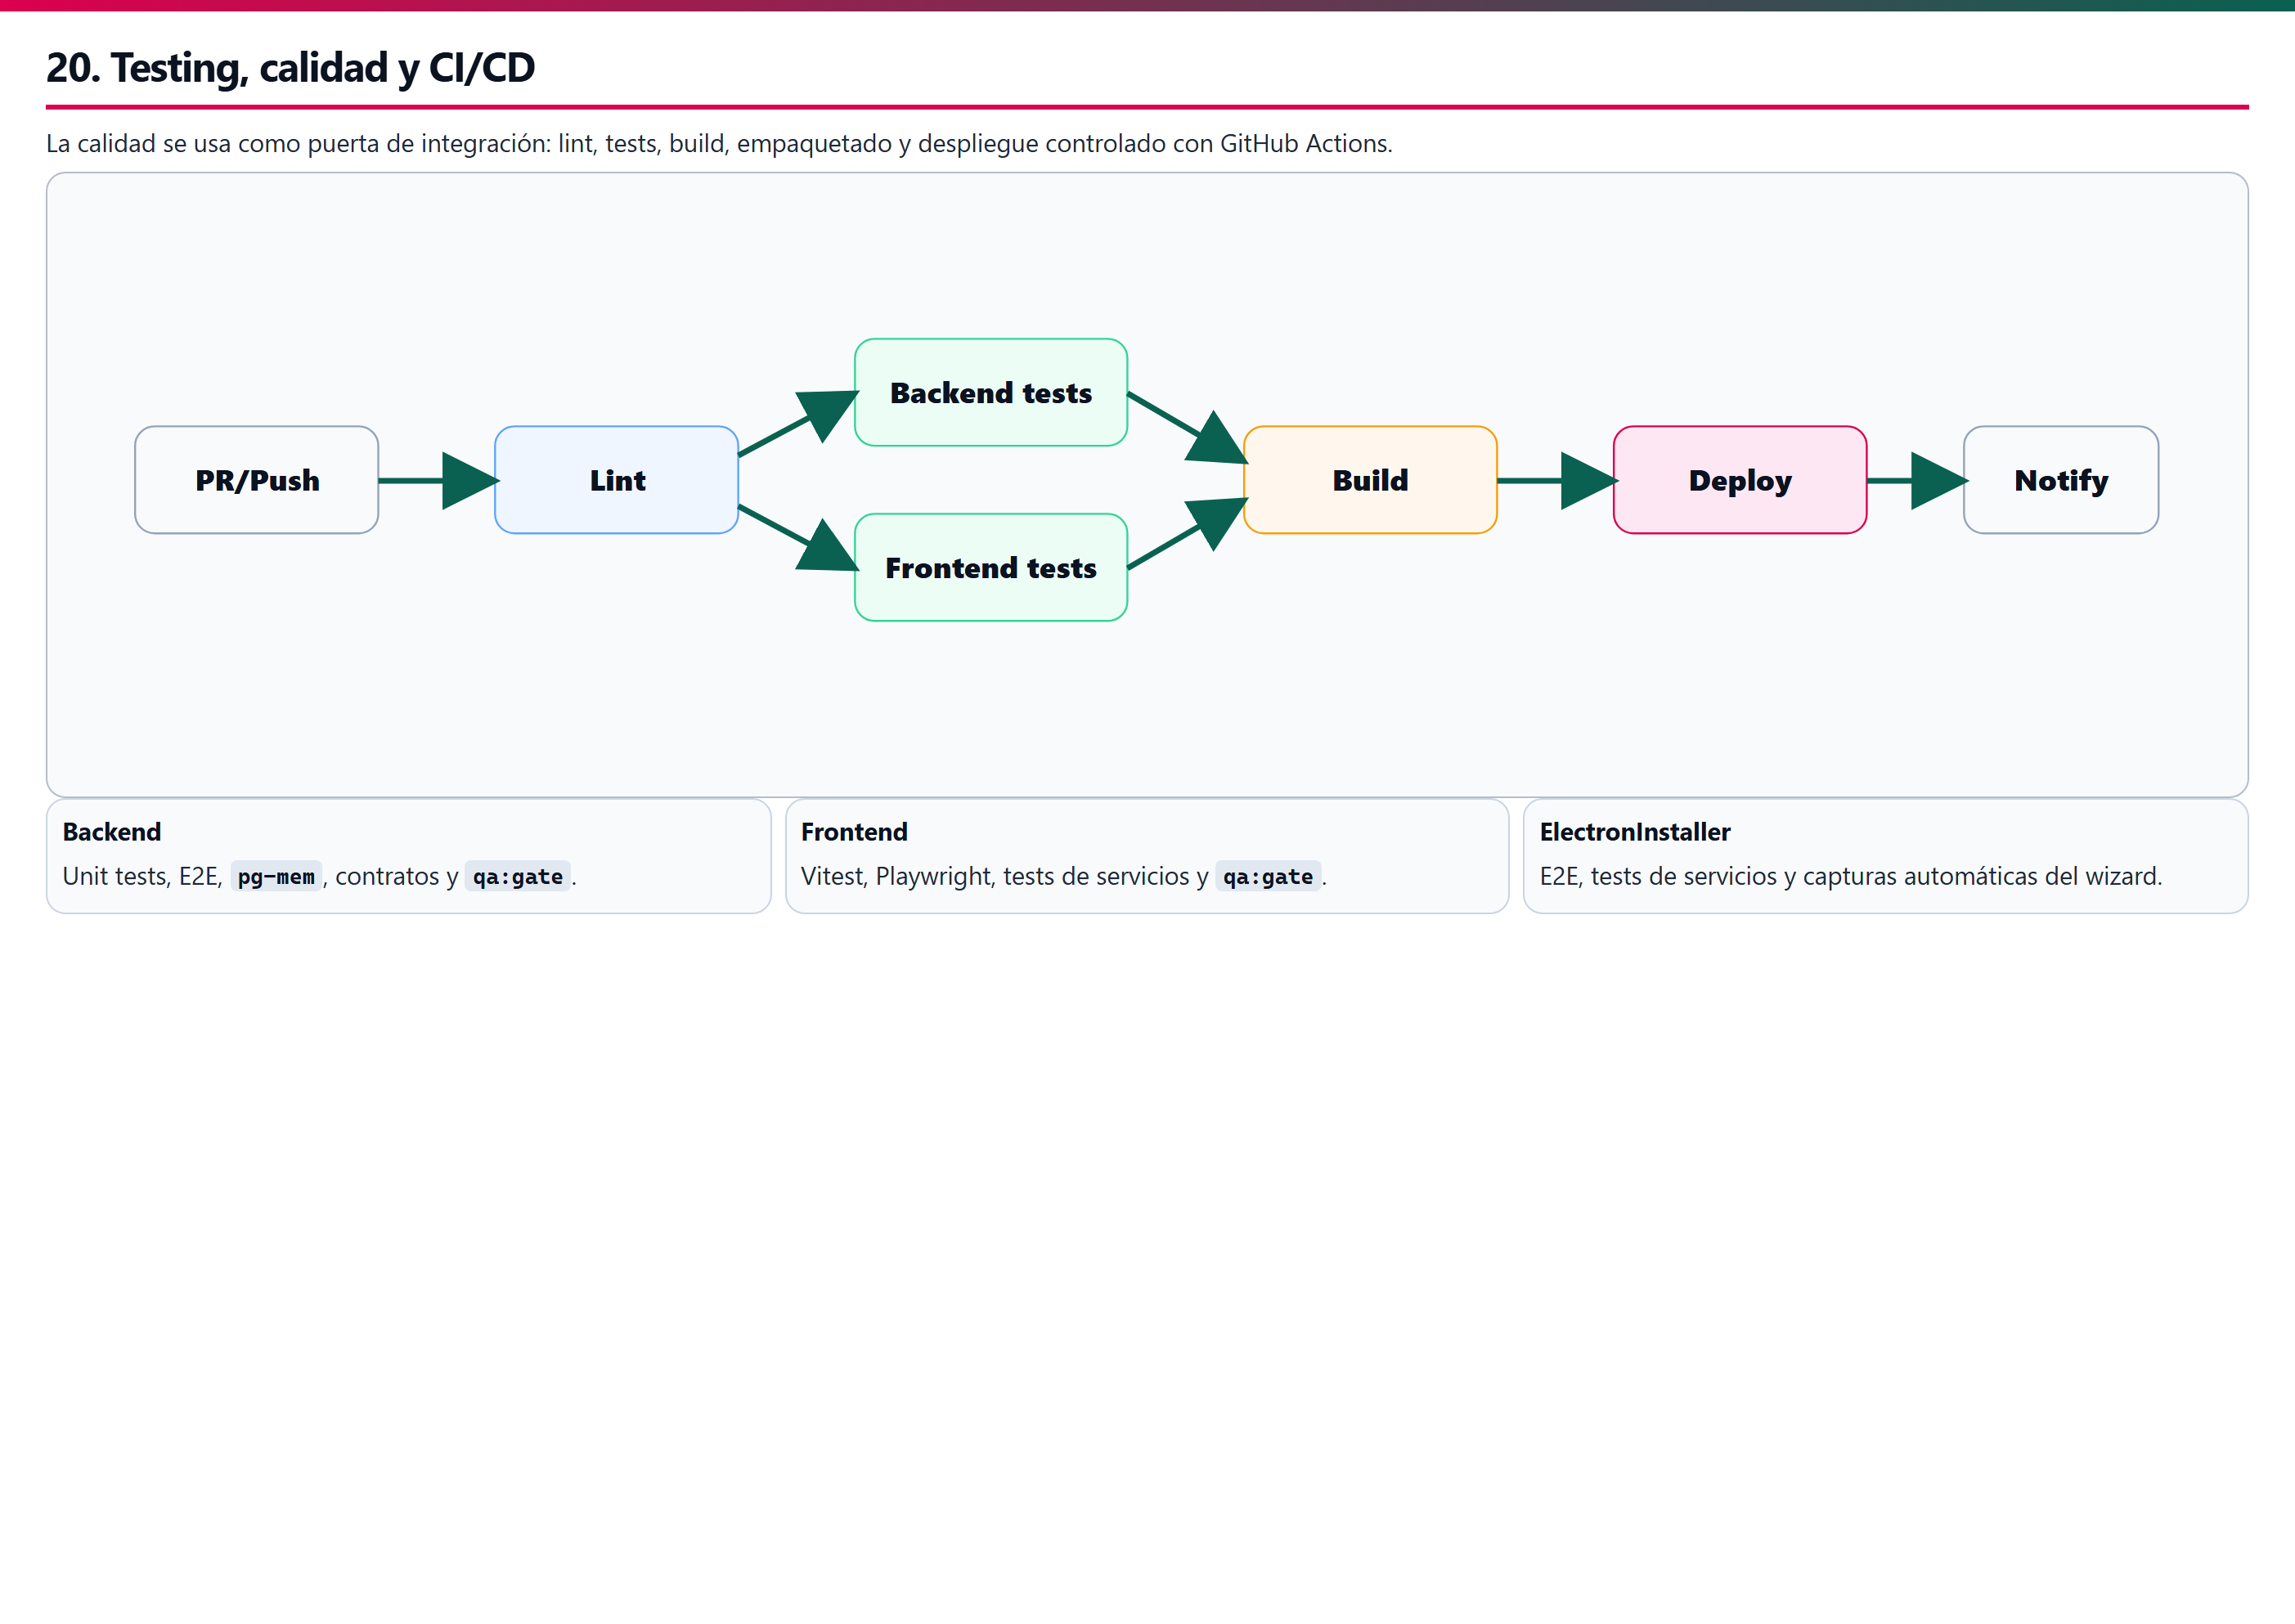 20. Testing, calidad y CI/CD
La calidad se usa como puerta de integración: lint, tests, build, empaquetado y despliegue controlado con GitHub Actions.
PR/Push
Lint
Backend tests
Frontend tests
Build
Deploy
Notify
Backend
Unit tests, E2E, pg-mem, contratos y qa:gate.
Frontend
Vitest, Playwright, tests de servicios y qa:gate.
ElectronInstaller
E2E, tests de servicios y capturas automáticas del wizard.